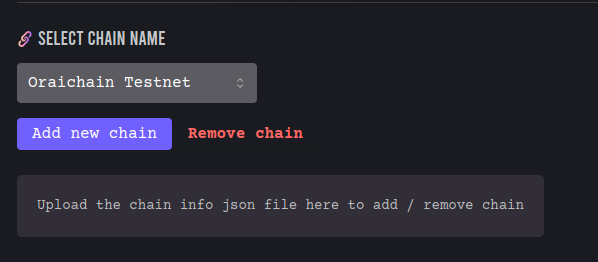 SELECT CHAIN NAME
Oraichain Testnet
Add new chain Remove chain
Upload the chain info json file here to add / remove chain